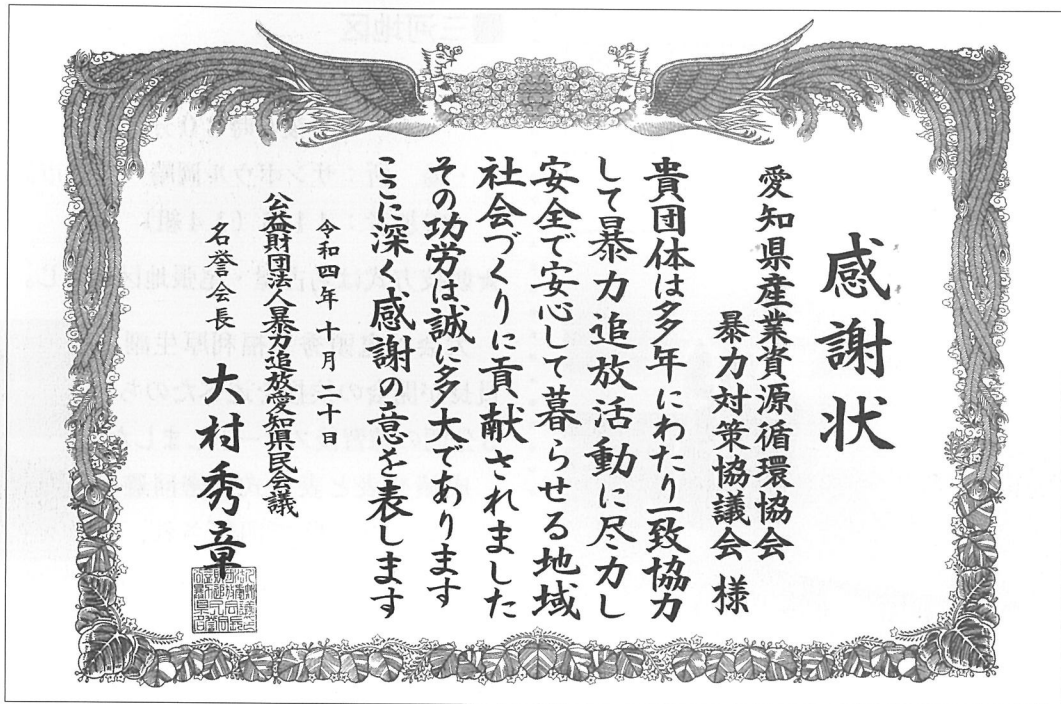 感謝状
愛知県産業資源循環協会
暴力対策協議会 様
貴団体は多年にわたり一致協力
して暴力追放活動に尽力し
安全で安心して暮らせる地域
社会づくりに貢献されました
その功労は誠に多大であります
ここに深く感謝の意を表します
令和四年十月二十日
公益財団法人暴力追放愛知県民会議
名誉会長 大村秀章